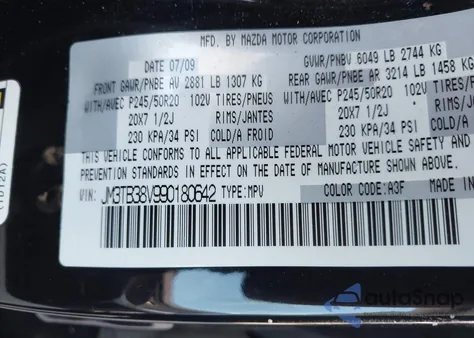 MFD. BY MAZDA MOTOR CORPORATION
DATE 07/09 GVWR/PNBV 6049 LB 2744 KG
FRONT GAWR/PNBE AV 2881 LB 1307 KG REAR GAWR/PNBE AR 3214 LB 1458 KG
WITH/AVEC P245/50R20 102V TIRES/PNEUS WITH/AVEC P245/50R20 102V TIRES/
20X7 1/2J RIMS/JANTES 20X7 1/2J RIMS/
230 KPA/34 PSI COLD/A FROID 230 KPA/34 PSI COLD/A
THIS VEHICLE CONFORMS TO ALL APPLICABLE FEDERAL MOTOR VEHICLE
PREVENTION STANDARDS IN EFFECT ON THE DATE OF MANUFACTURE SHOWN
VIN: JM3TB38V990180642 TYPE: MPV COLOR CODE: A3F MADE IN
(TD12A)
autoSnap